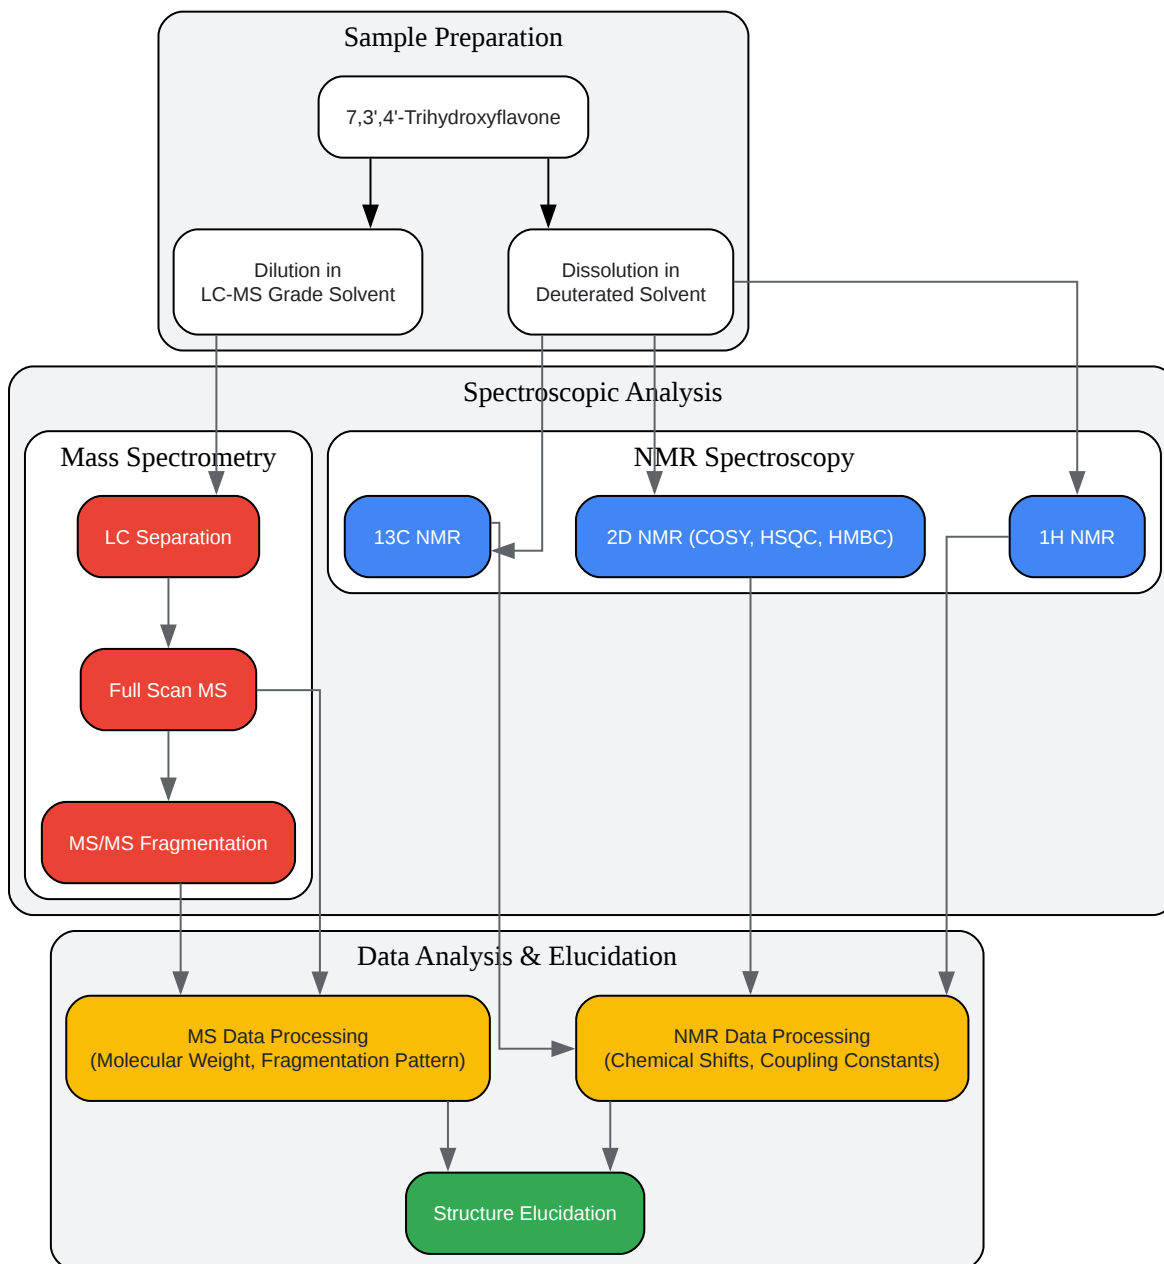 Sample Preparation
7,3',4'-Trihydroxyflavone
Dilution in
LC-MS Grade Solvent
Dissolution in
Deuterated Solvent
Spectroscopic Analysis
Mass Spectrometry
NMR Spectroscopy
LC Separation
13C NMR
2D NMR (COSY, HSQC, HMBC)
1H NMR
Full Scan MS
MS/MS Fragmentation
Data Analysis & Elucidation
MS Data Processing
(Molecular Weight, Fragmentation Pattern)
NMR Data Processing
(Chemical Shifts, Coupling Constants)
Structure Elucidation